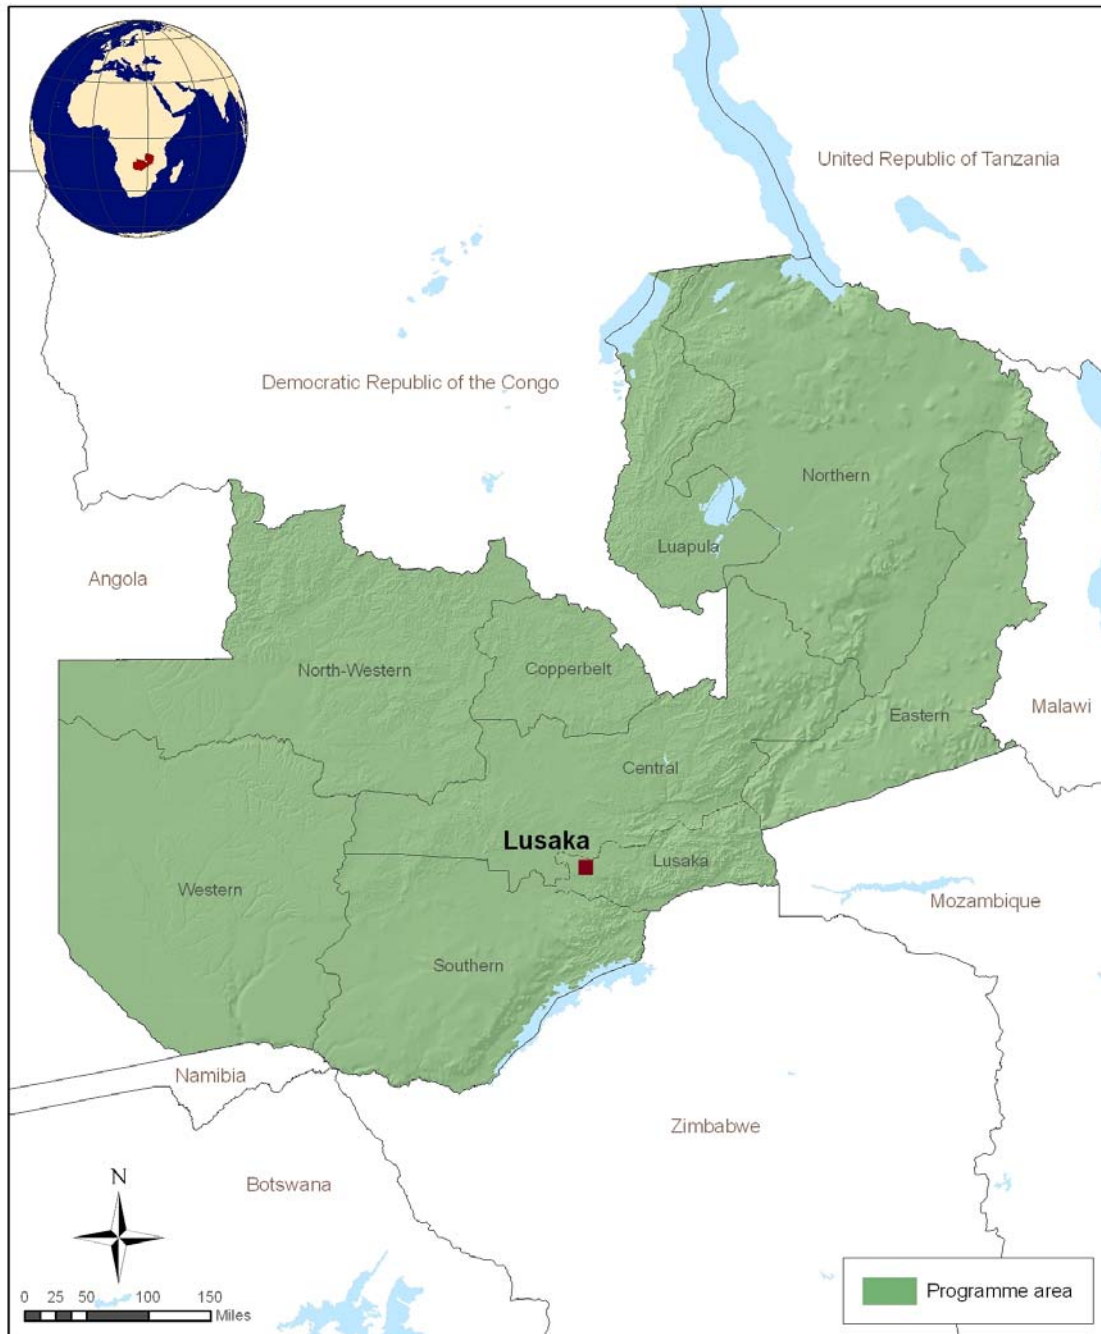 United Republic of Tanzania
Democratic Republic of the Congo
Northern
Luapula
Angola
North-Western
Copperbelt
Malawi
Eastern
Central
Lusaka
Lusaka
Western
Mozambique
Southern
Namibia
Zimbabwe
Botswana
N
0 25 50 100 150
Miles
Programme area